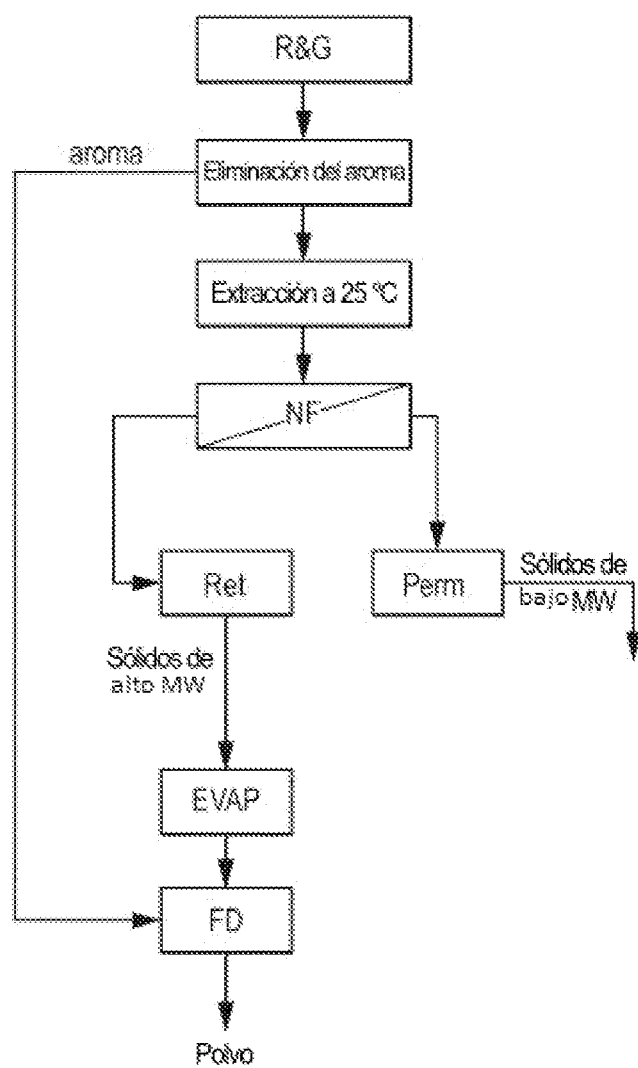 R&G
aroma
Eliminación del aroma
Extracción a 25 ºC
NF
Ret
Perm
Sólidos de
bajo MW
Sólidos de
alto MW
EVAP
FD
Polvo